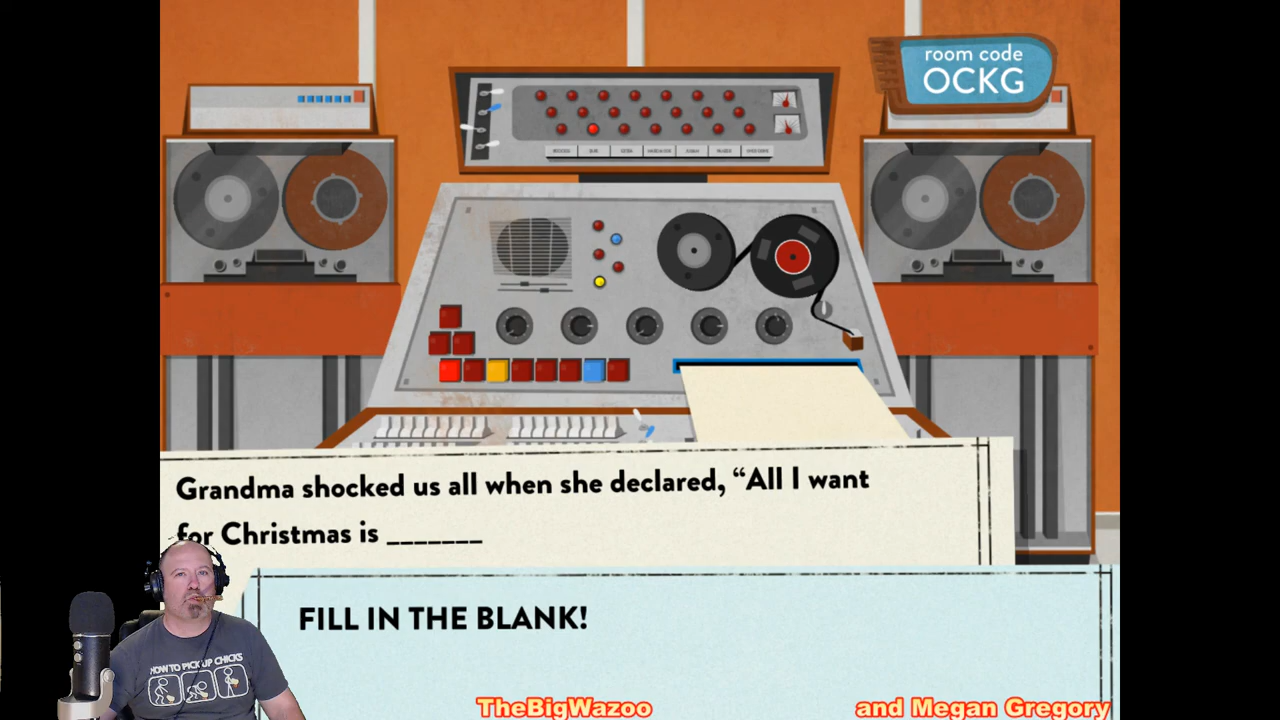 room code
OCKG
Grandma shocked us all when she declared, “All I want
for Christmas is _______
FILL IN THE BLANK!
HOW TO PICK UP CHICKS
TheBigWazoo
and Megan Gregory